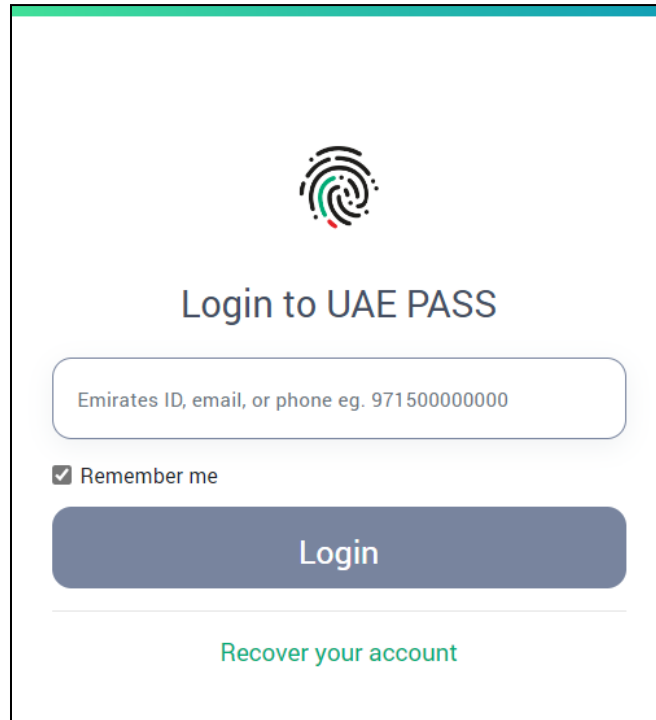 Login to UAE PASS
Emirates ID, email, or phone eg. 971500000000
Remember me
Login
Recover your account